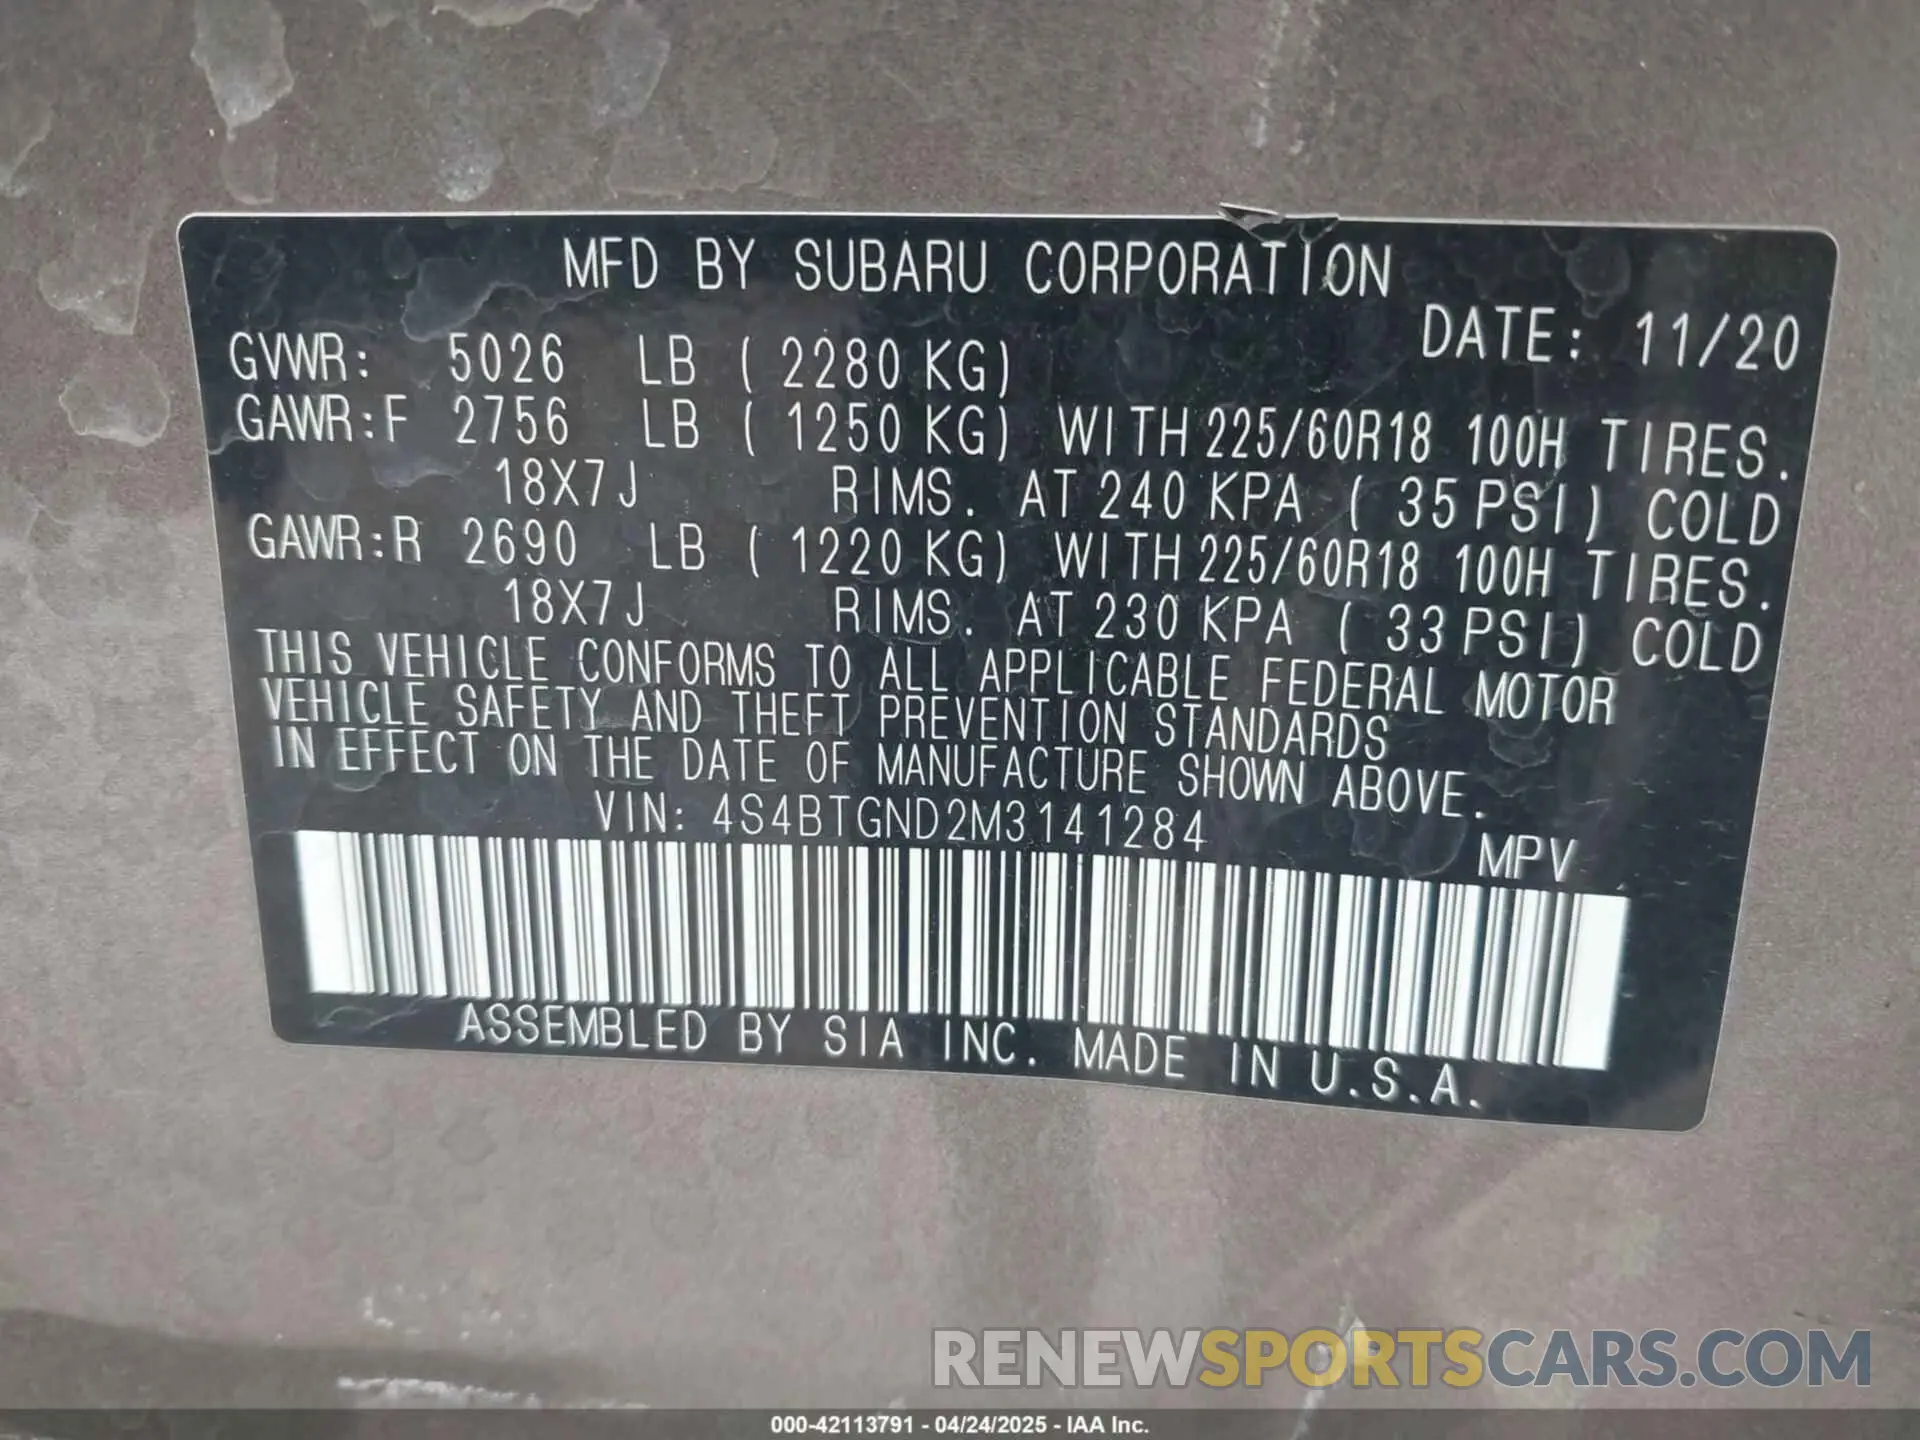 MFD BY SUBARU CORPORATION
DATE: 11/20
GVWR: 5026 LB ( 2280 KG)
GAWR:F 2756 LB ( 1250 KG) WITH 225/60R18 100H TIRES.
18X7J RIMS. AT 240 KPA ( 35 PSI) COLD
GAWR:R 2690 LB ( 1220 KG) WITH 225/60R18 100H TIRES.
18X7J RIMS. AT 230 KPA ( 33 PSI) COLD
THIS VEHICLE CONFORMS TO ALL APPLICABLE FEDERAL MOTOR
VEHICLE SAFETY AND THEFT PREVENTION STANDARDS
IN EFFECT ON THE DATE OF MANUFACTURE SHOWN ABOVE.
VIN: 4S4BTGND2M3141284
MPV
ASSEMBLED BY SIA INC. MADE IN U.S.A.
RENEWSPORTSCARS.COM
000-42113791 - 04/24/2025 - IAA Inc.